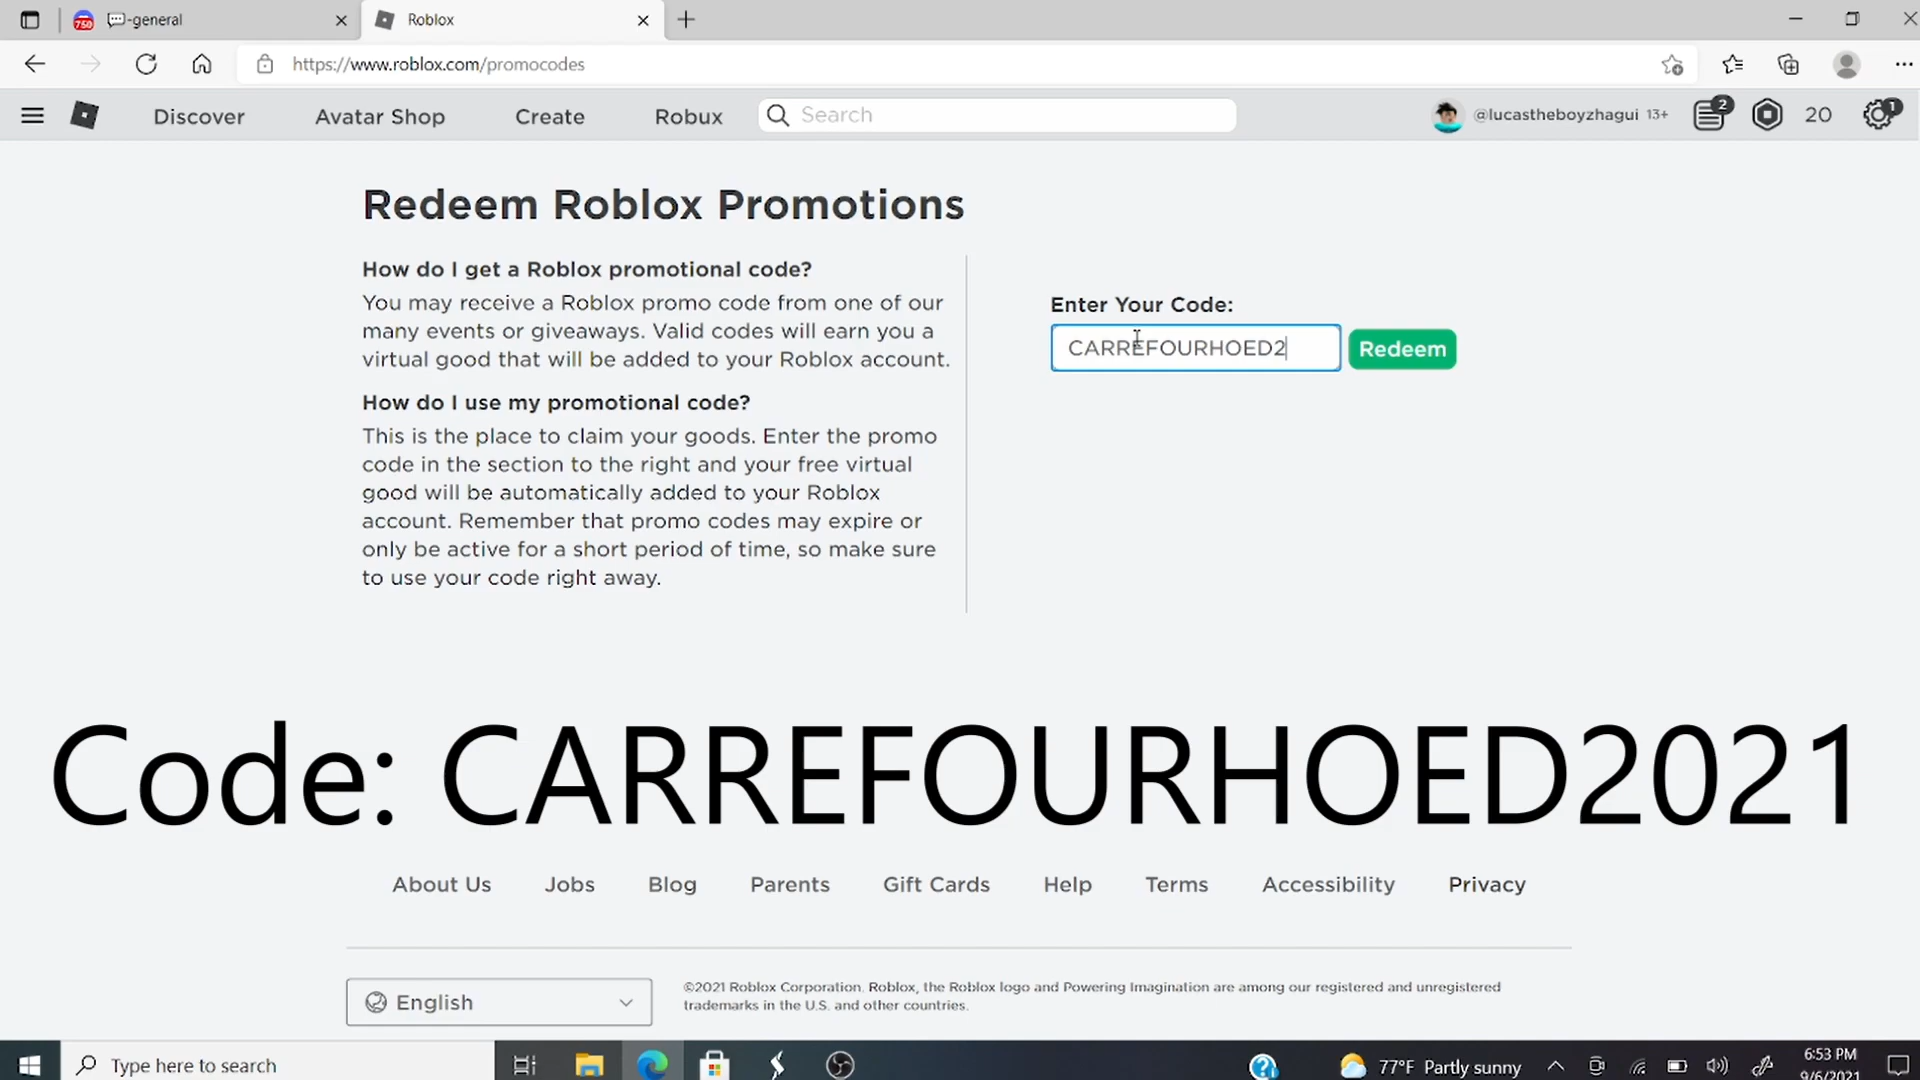 750
-general
Roblox
https://www.roblox.com/promocodes
Discover
Avatar Shop
Create
Robux
Search
@lucastheboyzhagui 13+
2
20
1
Redeem Roblox Promotions
How do I get a Roblox promotional code?
You may receive a Roblox promo code from one of our
many events or giveaways. Valid codes will earn you a
virtual good that will be added to your Roblox account.
How do I use my promotional code?
This is the place to claim your goods. Enter the promo
code in the section to the right and your free virtual
good will be automatically added to your Roblox
account. Remember that promo codes may expire or
only be active for a short period of time, so make sure
to use your code right away.
Enter Your Code:
CARREFOURHOED2
Redeem
Code: CARREFOURHOED2021
About Us
Jobs
Blog
Parents
Gift Cards
Help
Terms
Accessibility
Privacy
English
©2021 Roblox Corporation. Roblox, the Roblox logo and Powering Imagination are among our registered and unregistered
trademarks in the U.S. and other countries.
Type here to search
77°F Partly sunny
6:53 PM
9/6/2021